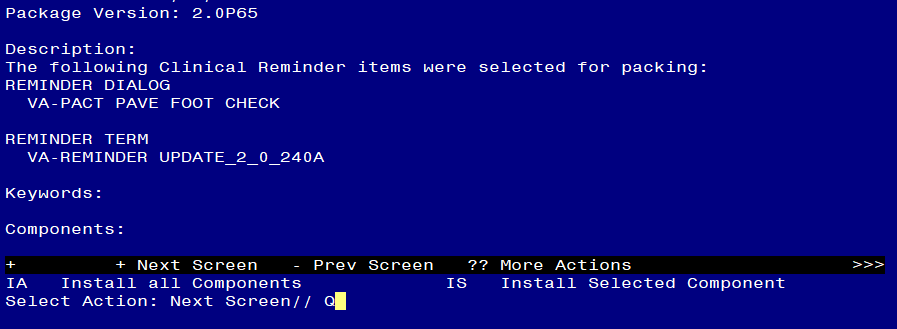 Package Version: 2.0P65
Description:
The following Clinical Reminder items were selected for packing:
REMINDER DIALOG
VA-PACT PAVE FOOT CHECK
REMINDER TERM
VA-REMINDER UPDATE_2_0_240A
Keywords:
Components:
+ + Next Screen - Prev Screen ?? More Actions >>>
IA Install all Components IS Install Selected Component
Select Action: Next Screen// Q